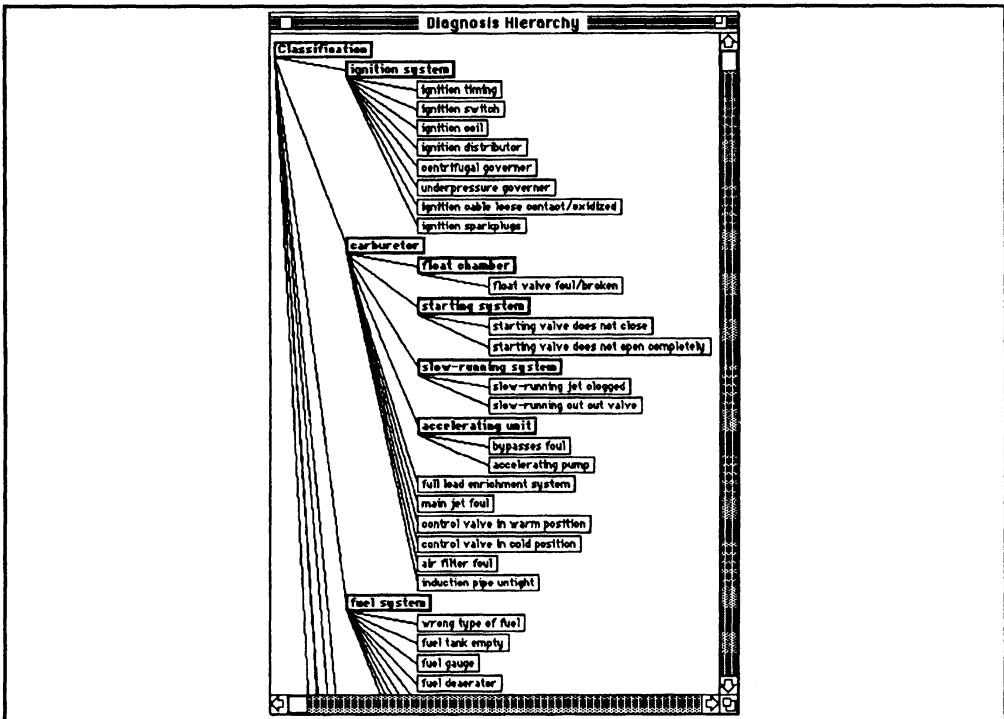 Diagnosis Hierarchy
Classification
ignition system
ignition timing
ignition switch
ignition coil
ignition distributor
centrifugal governer
underpressure governer
ignition cable loose contact/oxidized
ignition sparkplugs
carburetor
float chamber
float valve foul/broken
starting system
starting valve does not close
starting valve does not open completely
slow-running system
slow-running jet clogged
slow-running cut out valve
accelerating unit
bypasses foul
accelerating pump
full load enrichment system
main jet foul
control valve in warm position
control valve in cold position
air filter foul
induction pipe untight
fuel system
wrong type of fuel
fuel tank empty
fuel gauge
fuel deaerator